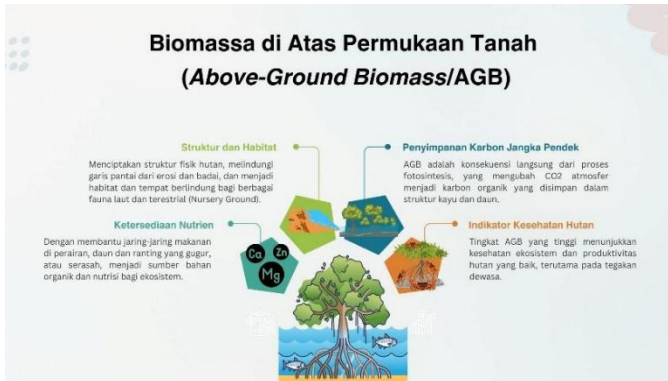 Biomassa di Atas Permukaan Tanah
(Above-Ground Biomass/AGB)
Struktur dan Habitat
Menciptakan struktur fisik hutan, melindungi
garis pantai dari erosi dan badai, dan menjadi
habitat dan tempat berlindung bagi berbagai
fauna laut dan terestrial (Nursery Ground).
Penyimpanan Karbon Jangka Pendek
AGB adalah konsekuensi langsung dari proses
fotosintesis, yang mengubah CO2 atmosfer
menjadi karbon organik yang disimpan dalam
struktur kayu dan daun.
Ketersediaan Nutrien
Dengan membantu jaring-jaring makanan
di perairan, daun dan ranting yang gugur,
atau serasah, menjadi sumber bahan
organik dan nutrisi bagi ekosistem.
Ca
Zn
Mg
Indikator Kesehatan Hutan
Tingkat AGB yang tinggi menunjukkan
kesehatan ekosistem dan produktivitas
hutan yang baik, terutama pada tegakan
dewasa.